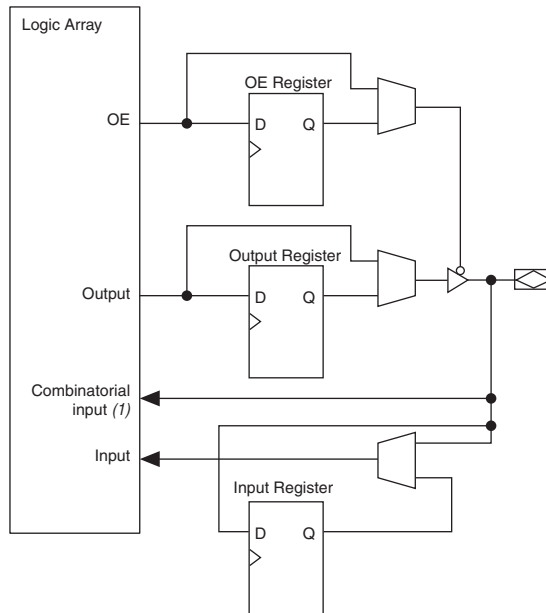 Logic Array
OE Register
OE
D Q
Output Register
Output
D Q
Combinatorial
input (1)
Input
Input Register
D Q